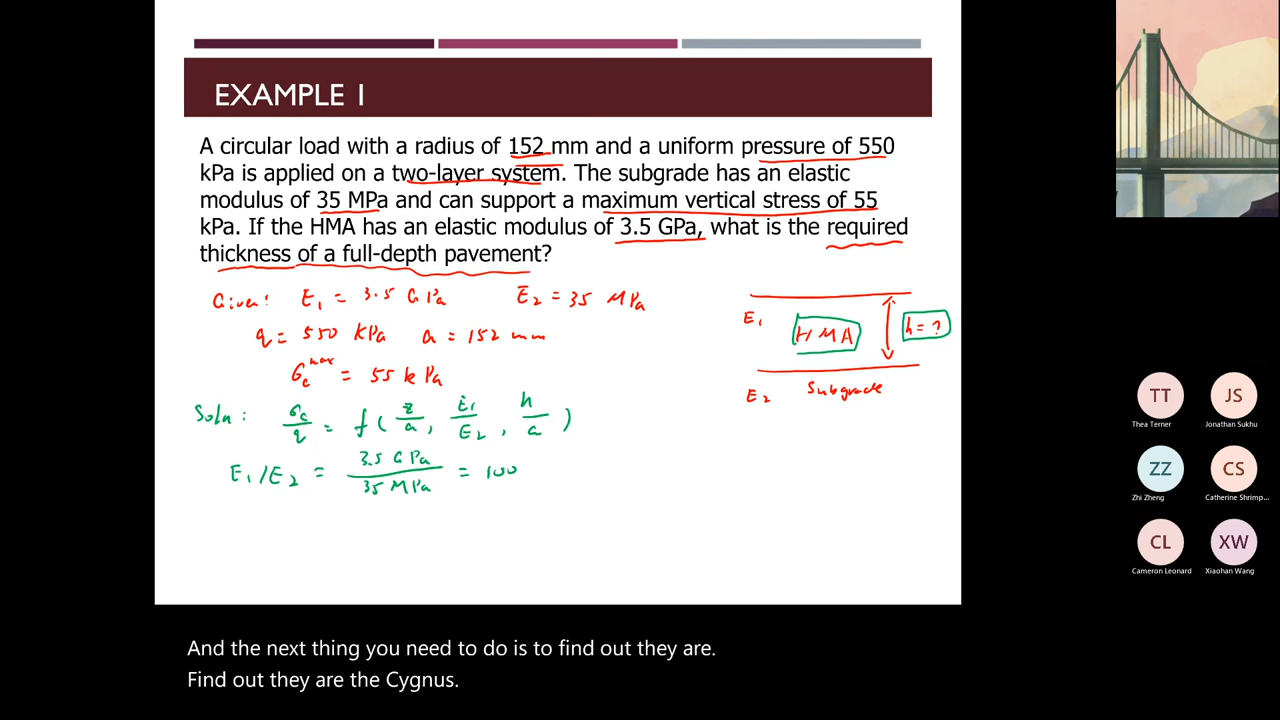 EXAMPLE 1
A circular load with a radius of 152 mm and a uniform pressure of 550
kPa is applied on a two-layer system. The subgrade has an elastic
modulus of 35 MPa and can support a maximum vertical stress of 55
kPa. If the HMA has an elastic modulus of 3.5 GPa, what is the required
thickness of a full-depth pavement?
Given: E₁ = 3.5 GPa E₂ = 35 MPa
q = 550 kPa a = 152 mm
σc^max = 55 kPa
Soln: σc/q = f( z/a, E₁/E₂, h/a )
E₁/E₂ = 3.5 GPa / 35 MPa = 100
E₁ HMA h = ?
E₂ Subgrade
TT JS
Thea Terner Jonathan Sukhu
ZZ CS
Zhi Zheng Catherine Shrimp...
CL XW
Cameron Leonard Xiaohan Wang
And the next thing you need to do is to find out they are.
Find out they are the Cygnus.